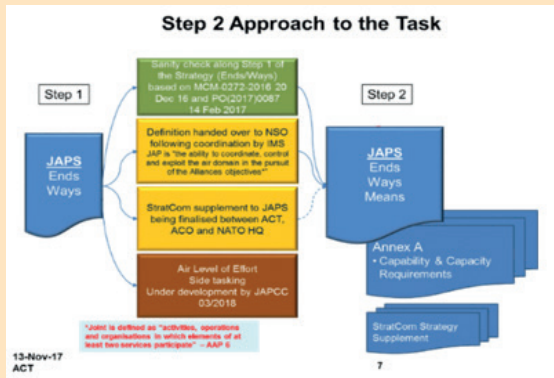 Step 2 Approach to the Task
Step 1
JAPS
Ends
Ways
Sanity check along Step 1 of
the Strategy (Ends/Ways)
based on MCM-0272-2016 20
Dec 16 and PO(2017)0067
14 Feb 2017
Definition handed over to NSO
following coordination by IMS
JAP is "the ability to coordinate, control
and exploit the air domain in the pursuit
of the Alliances objectives*"
StratCom supplement to JAPS
being finalised between ACT,
ACO and NATO HQ
Air Level of Effort
Side tasking
Under development by JAPCC
03/2018
*Joint is defined as "activities, operations
and organisations in which elements of at
least two services participate" – AAP 6
Step 2
JAPS
Ends
Ways
Means
Annex A
• Capability & Capacity
Requirements
StratCom Strategy
Supplement
13-Nov-17
ACT
7